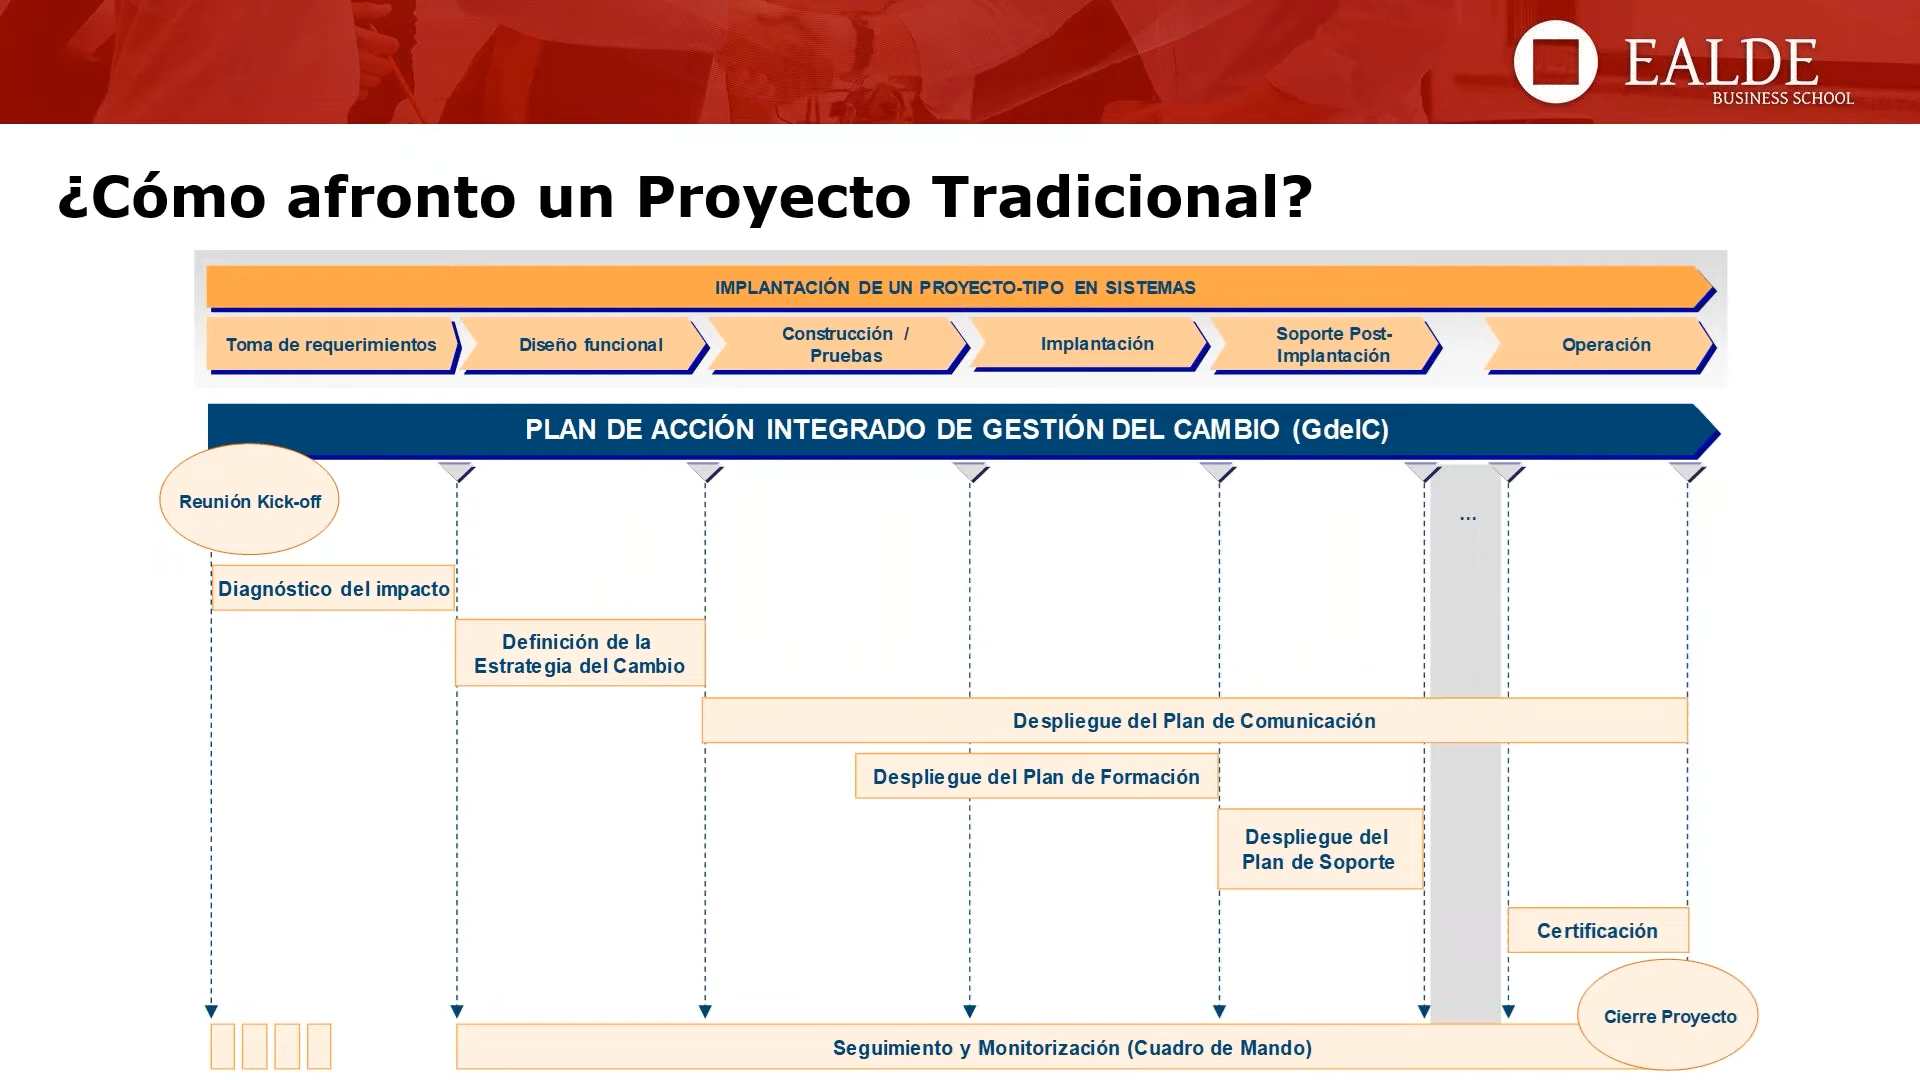 EALDE
BUSINESS SCHOOL
¿Cómo afronto un Proyecto Tradicional?
IMPLANTACIÓN DE UN PROYECTO-TIPO EN SISTEMAS
Toma de requerimientos
Diseño funcional
Construcción /
Pruebas
Implantación
Soporte Post-
Implantación
Operación
PLAN DE ACCIÓN INTEGRADO DE GESTIÓN DEL CAMBIO (GdelC)
Reunión Kick-off
...
Diagnóstico del impacto
Definición de la
Estrategia del Cambio
Despliegue del Plan de Comunicación
Despliegue del Plan de Formación
Despliegue del
Plan de Soporte
Certificación
Cierre Proyecto
Seguimiento y Monitorización (Cuadro de Mando)